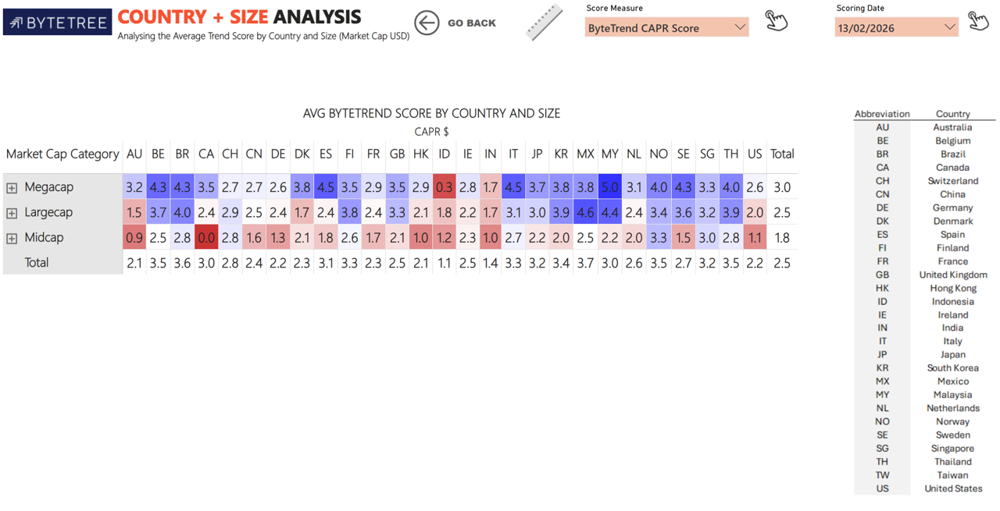 BYTETREE
COUNTRY + SIZE ANALYSIS
Analysing the Average Trend Score by Country and Size (Market Cap USD)
GO BACK
Score Measure
ByteTrend CAPR Score
Scoring Date
13/02/2026
AVG BYTETREND SCORE BY COUNTRY AND SIZE
CAPR $
Market Cap Category AU BE BR CA CH CN DE DK ES FI FR GB HK ID IE IN IT JP KR MX MY NL NO SE SG TH US Total
Megacap 3.2 4.3 4.3 3.5 2.7 2.7 2.6 3.8 4.5 3.5 2.9 3.5 2.9 0.3 2.8 1.7 4.5 3.7 3.8 3.8 5.0 3.1 4.0 4.3 3.3 4.0 2.6 3.0
Largecap 1.5 3.7 4.0 2.4 2.9 2.5 2.4 1.7 2.4 3.8 2.4 3.3 2.1 1.8 2.2 1.7 3.1 3.0 3.9 4.6 4.4 2.4 3.4 3.6 3.2 3.9 2.0 2.5
Midcap 0.9 2.5 2.8 0.0 2.8 1.6 1.3 2.1 1.8 2.6 1.7 2.1 1.0 1.2 2.3 1.0 2.7 2.2 2.0 2.5 2.2 2.0 3.3 1.5 3.0 2.8 1.1 1.8
Total 2.1 3.5 3.6 3.0 2.8 2.4 2.2 2.3 3.1 3.3 2.3 2.5 2.1 1.1 2.5 1.4 3.3 3.2 3.4 3.7 3.0 2.6 3.5 2.7 3.2 3.5 2.2 2.5
Abbreviation Country
AU Australia
BE Belgium
BR Brazil
CA Canada
CH Switzerland
CN China
DE Germany
DK Denmark
ES Spain
FI Finland
FR France
GB United Kingdom
HK Hong Kong
ID Indonesia
IE Ireland
IN India
IT Italy
JP Japan
KR South Korea
MX Mexico
MY Malaysia
NL Netherlands
NO Norway
SE Sweden
SG Singapore
TH Thailand
TW Taiwan
US United States